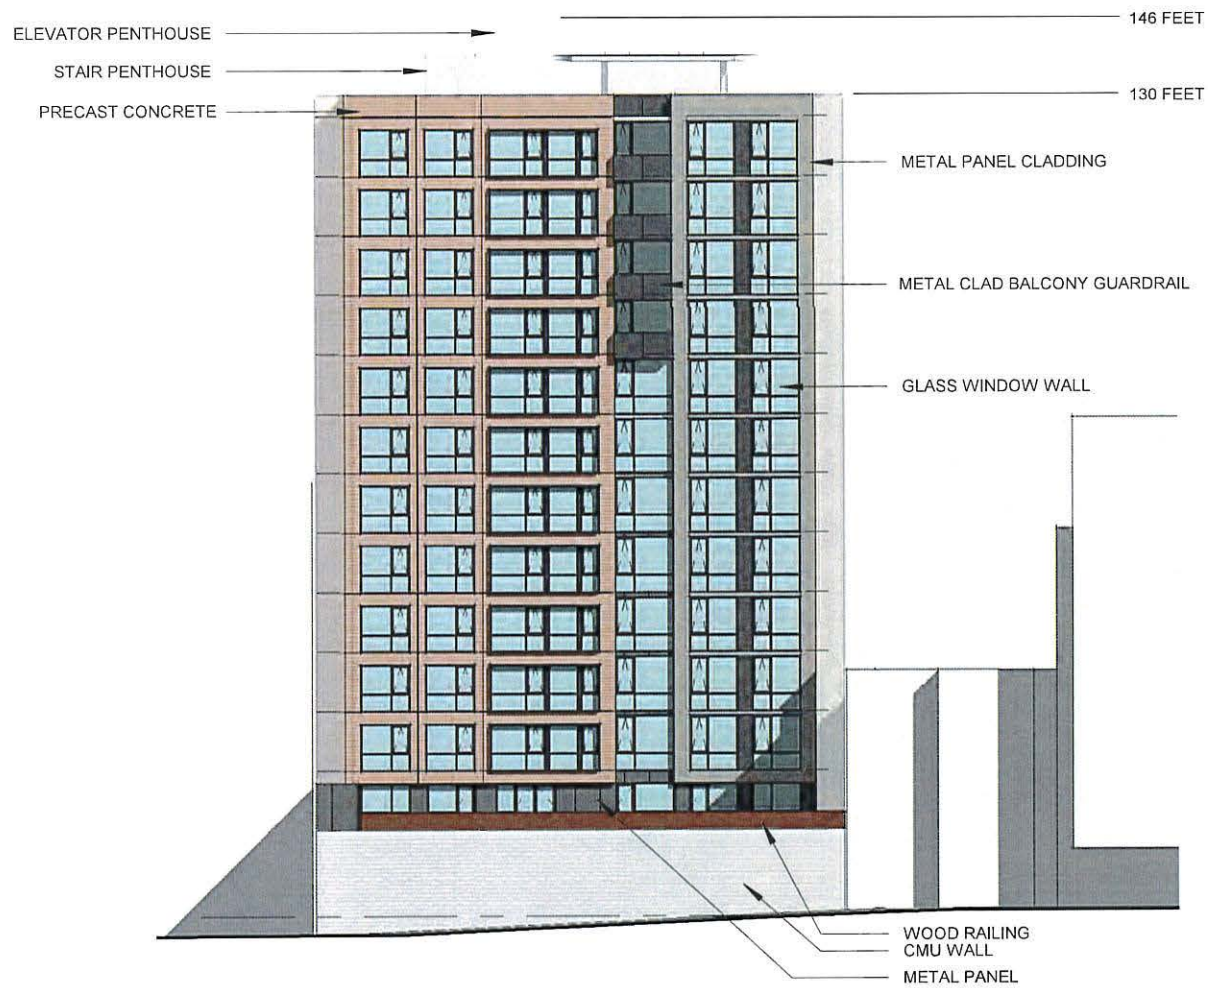 146 FEET
ELEVATOR PENTHOUSE
STAIR PENTHOUSE
130 FEET
PRECAST CONCRETE
METAL PANEL CLADDING
METAL CLAD BALCONY GUARDRAIL
GLASS WINDOW WALL
WOOD RAILING
CMU WALL
METAL PANEL